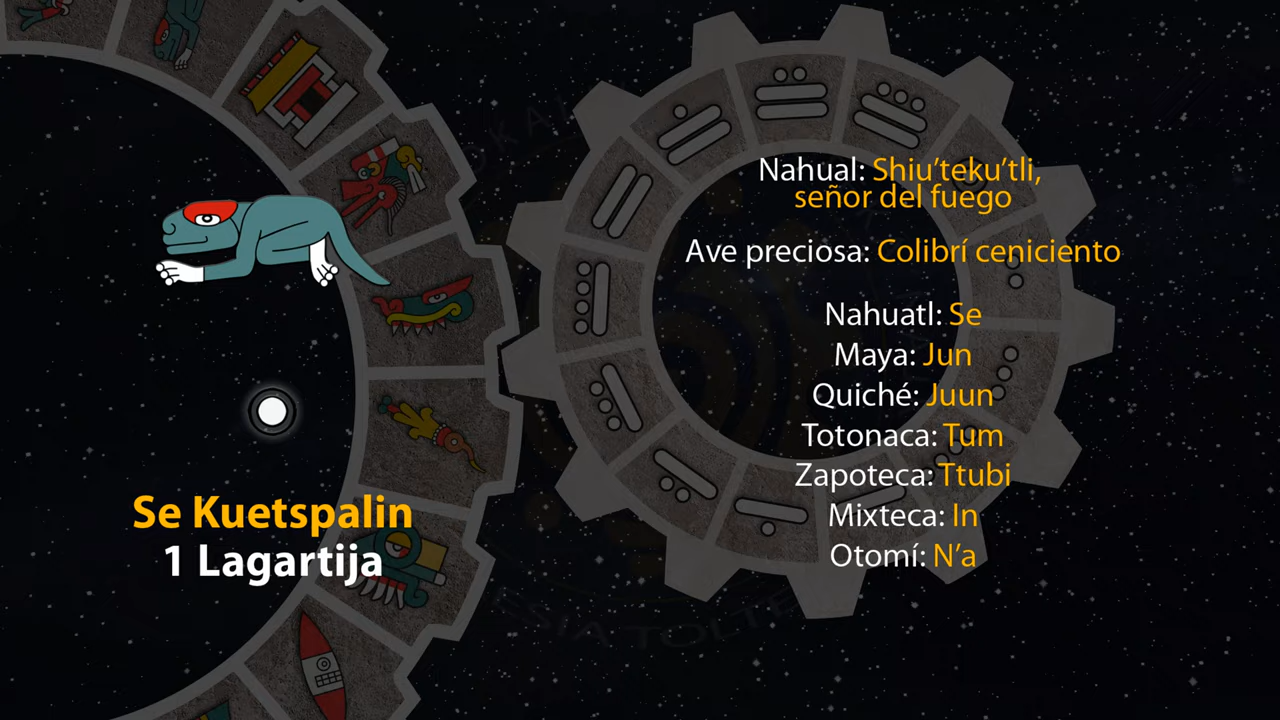 Nahual: Shiu’teku’tli,
señor del fuego
Ave preciosa: Colibrí ceniciento
Nahuatl: Se
Maya: Jun
Quiché: Juun
Totonaca: Tum
Zapoteca: Ttubi
Mixteca: In
Otomí: N’a
Se Kuetspalin
1 Lagartija